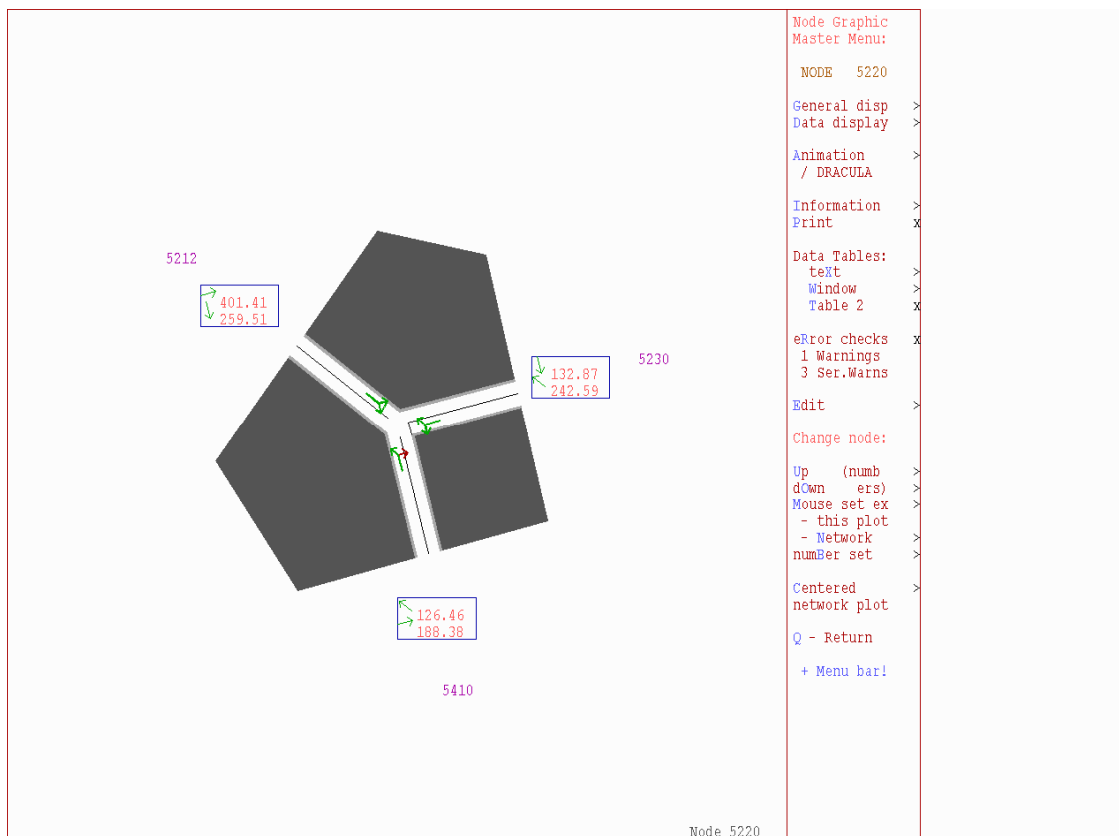 5212
401.41
259.51
132.87
242.59
5230
126.46
188.38
5410
Node 5220
Node Graphic
Master Menu:
NODE 5220
General disp >
Data display >
Animation >
/ DRACULA
Information >
Print x
Data Tables:
teXt >
Window >
Table 2 x
eRror checks x
1 Warnings
3 Ser.Warns
Edit >
Change node:
Up (numb >
dOwn ers) >
Mouse set ex >
- this plot
- Network >
numBer set >
Centered >
network plot
Q - Return
+ Menu bar!